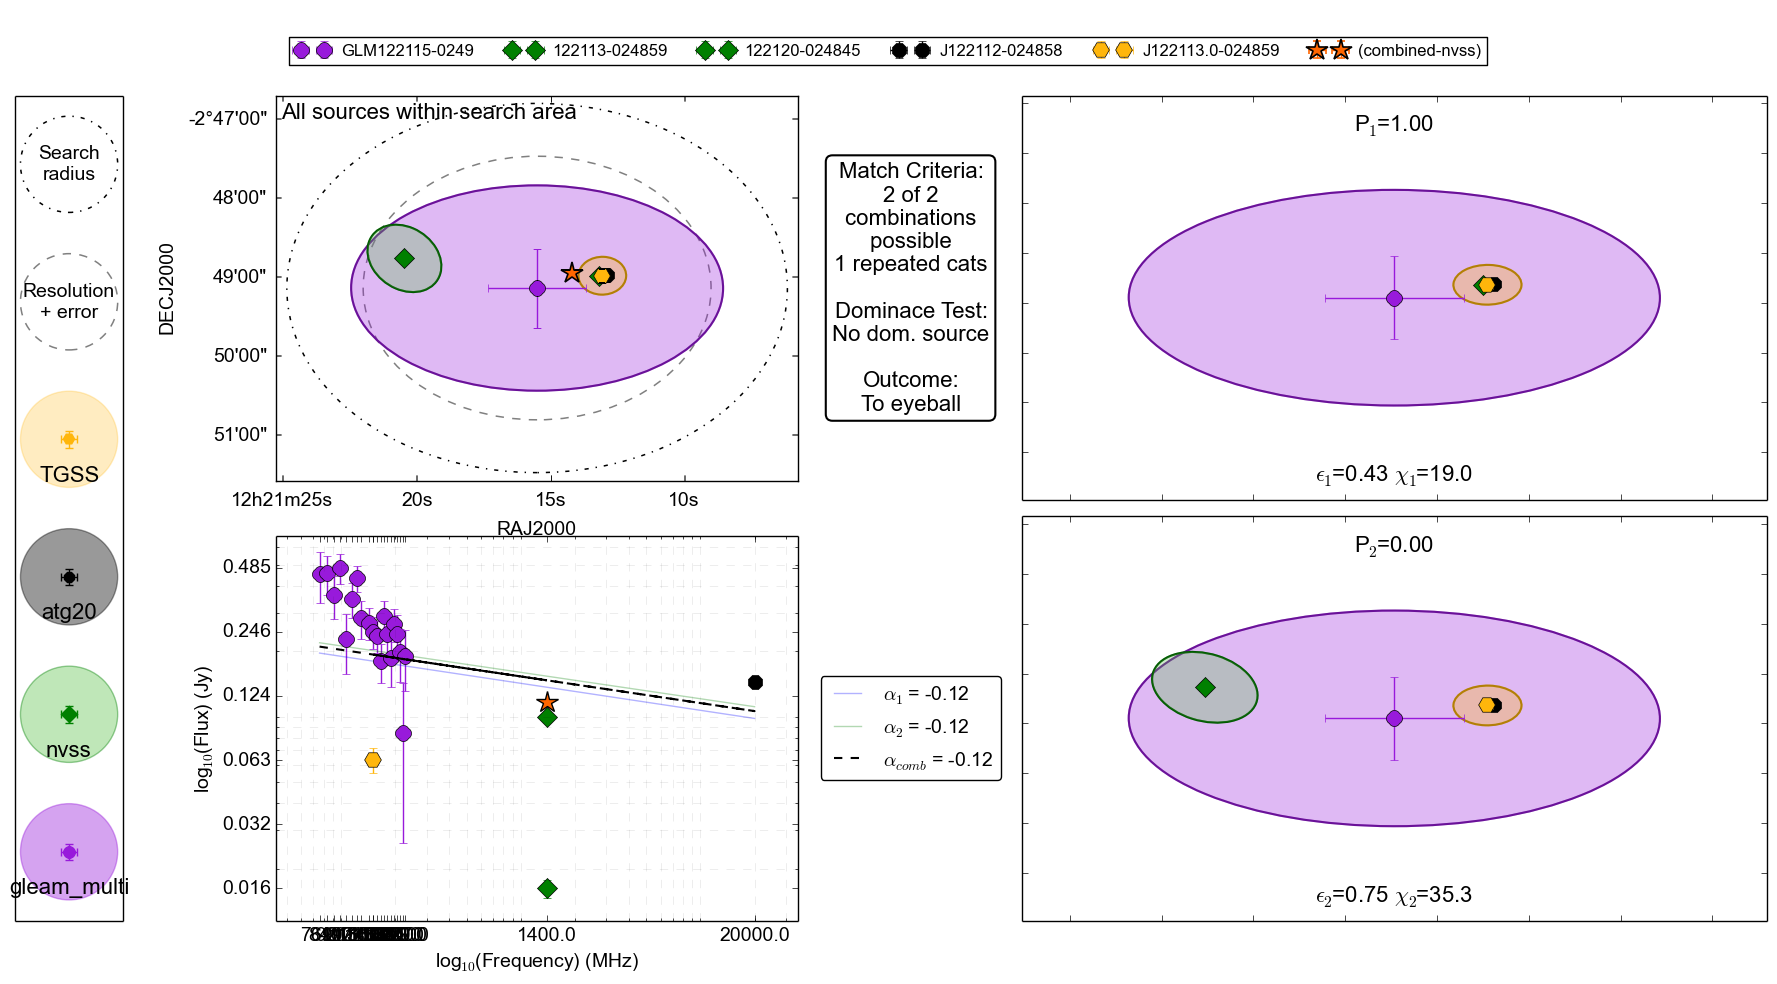 GLM122115-0249 122113-024859 122120-024845 J122112-024858 J122113.0-024859 (combined-nvss)
Search
radius
Resolution
+ error
TGSS
atg20
nvss
gleam_multi
All sources within search area
DECJ2000
-2°47'00"
48'00"
49'00"
50'00"
51'00"
12h21m25s 20s 15s 10s
RAJ2000
Match Criteria:
2 of 2
combinations
possible
1 repeated cats
Dominace Test:
No dom. source
Outcome:
To eyeball
P1=1.00
ϵ1=0.43 χ1=19.0
log10(Flux) (Jy)
0.485
0.246
0.124
0.063
0.032
0.016
1400.0 20000.0
log10(Frequency) (MHz)
α1 = -0.12
α2 = -0.12
αcomb = -0.12
P2=0.00
ϵ2=0.75 χ2=35.3